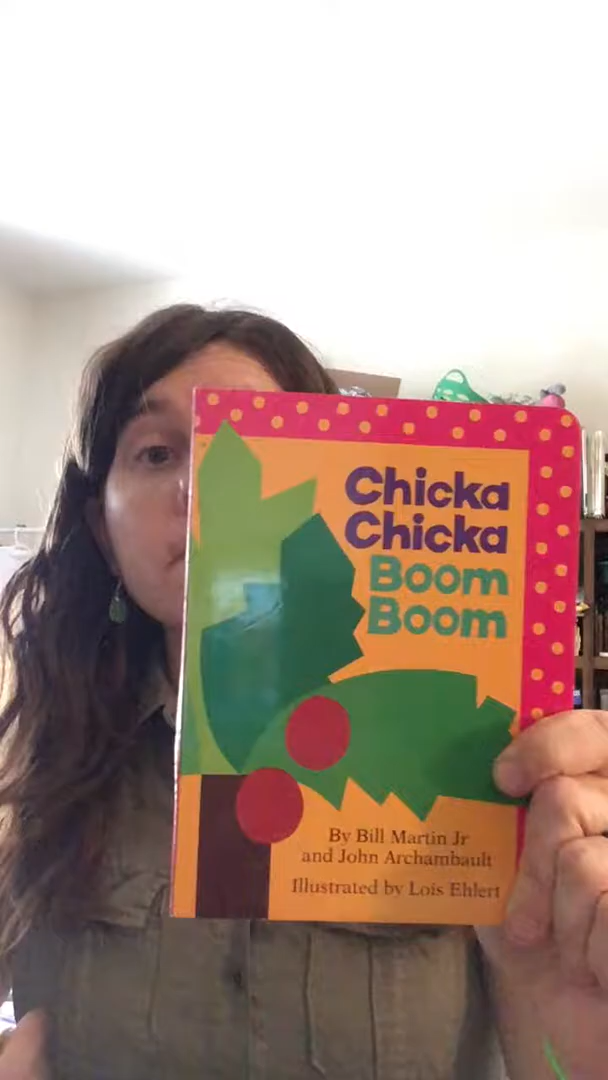 Chicka
Chicka
Boom
Boom
By Bill Martin Jr
and John Archambault
Illustrated by Lois Ehlert